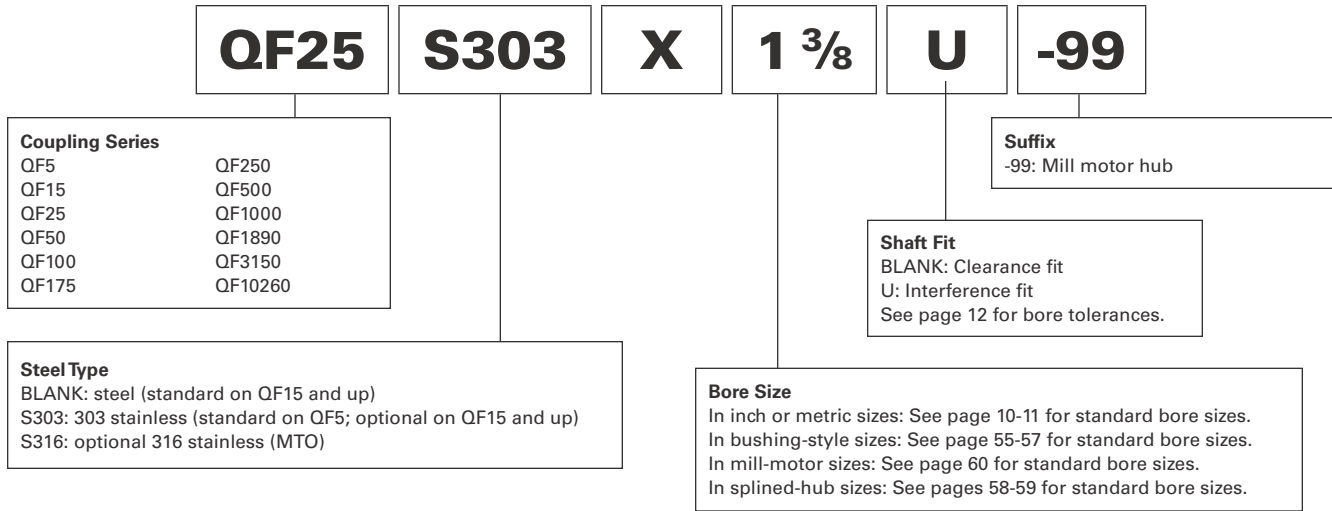 QF25 S303 X 1 ⅜ U -99
Coupling Series
QF5 QF250
QF15 QF500
QF25 QF1000
QF50 QF1890
QF100 QF3150
QF175 QF10260
Suffix
-99: Mill motor hub
Shaft Fit
BLANK: Clearance fit
U: Interference fit
See page 12 for bore tolerances.
Steel Type
BLANK: steel (standard on QF15 and up)
S303: 303 stainless (standard on QF5; optional on QF15 and up)
S316: optional 316 stainless (MTO)
Bore Size
In inch or metric sizes: See page 10-11 for standard bore sizes.
In bushing-style sizes: See page 55-57 for standard bore sizes.
In mill-motor sizes: See page 60 for standard bore sizes.
In splined-hub sizes: See pages 58-59 for standard bore sizes.